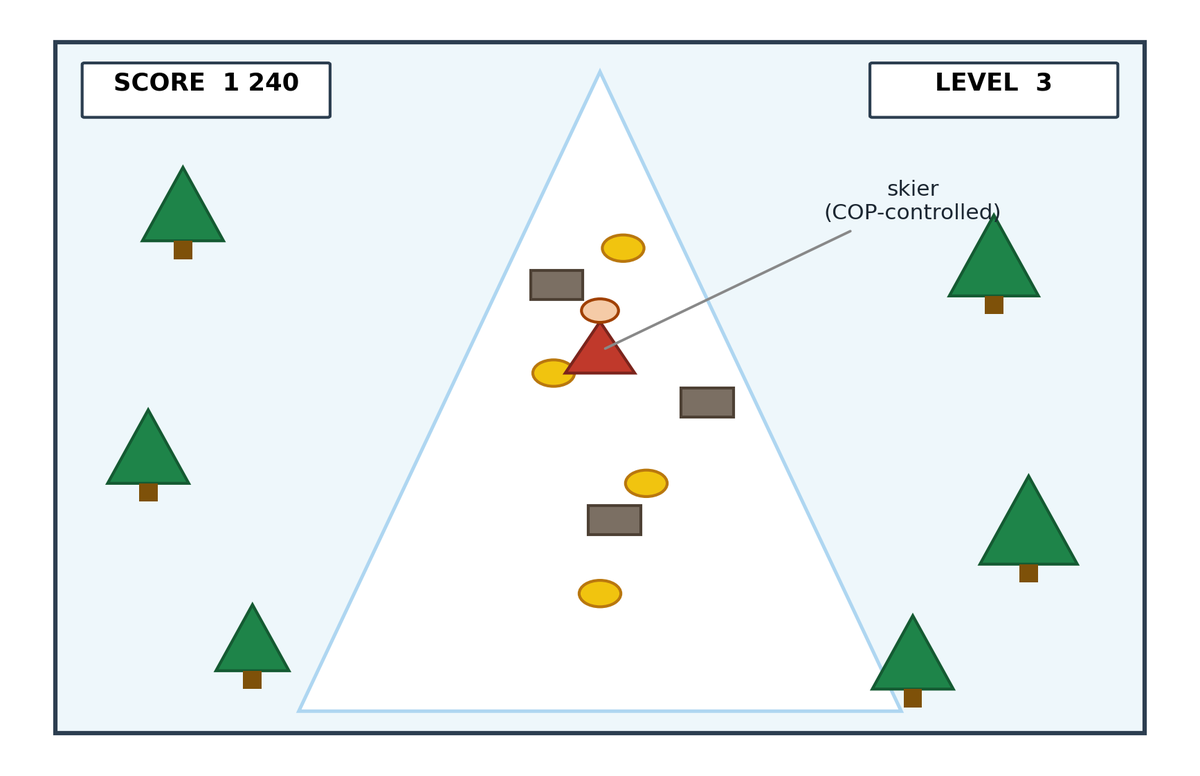 SCORE  1 240
LEVEL  3
skier
(COP-controlled)